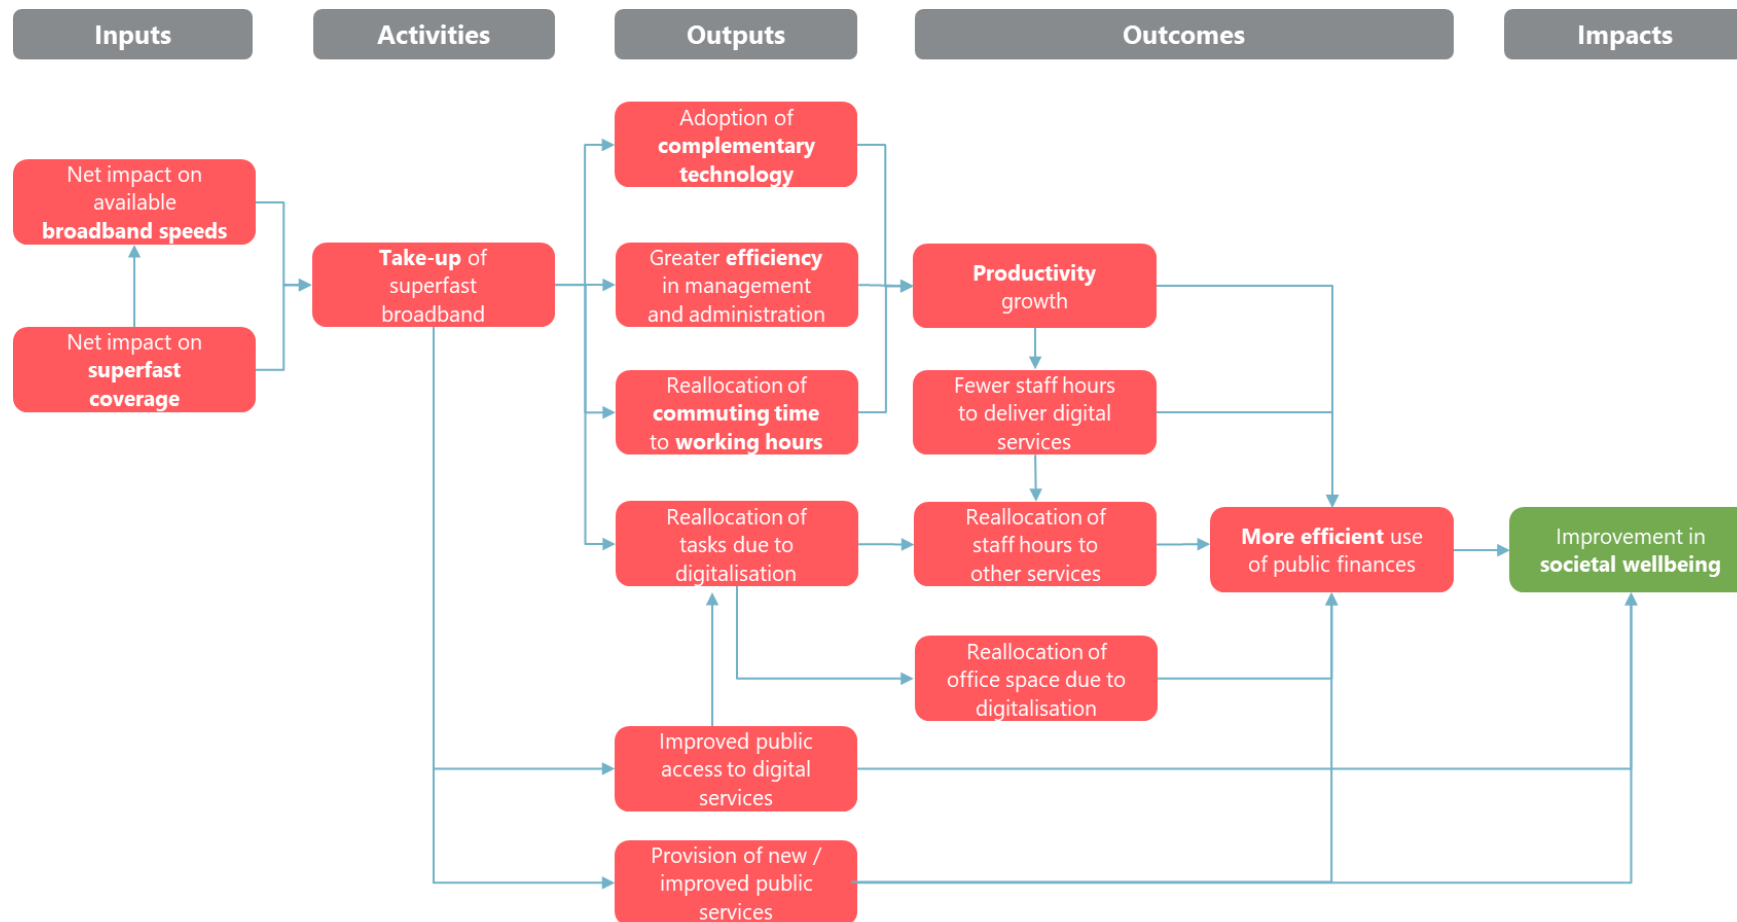 Inputs
Activities
Outputs
Outcomes
Impacts
Net impact on
available
broadband speeds
Net impact on
superfast
coverage
Take-up of
superfast
broadband
Adoption of
complementary
technology
Greater efficiency
in management
and administration
Reallocation of
commuting time
to working hours
Reallocation of
tasks due to
digitalisation
Improved public
access to digital
services
Provision of new /
improved public
services
Productivity
growth
Fewer staff hours
to deliver digital
services
Reallocation of
staff hours to
other services
Reallocation of
office space due to
digitalisation
More efficient use
of public finances
Improvement in
societal wellbeing